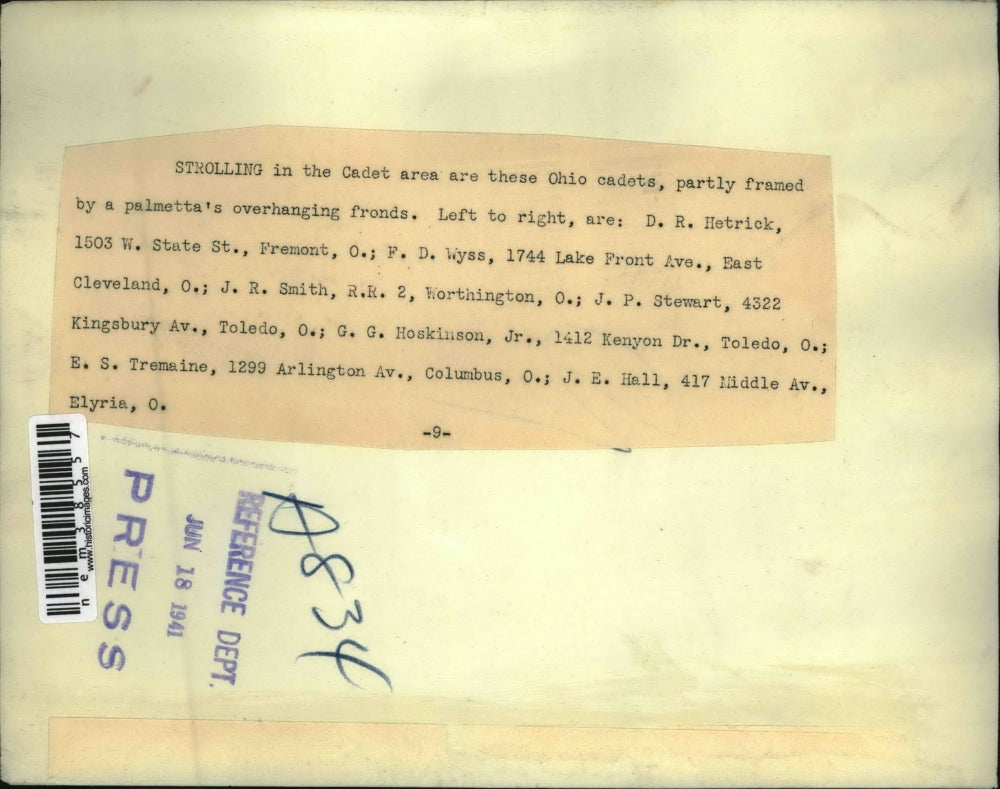 STROLLING in the Cadet area are these Ohio cadets, partly framed
by a palmetta's overhanging fronds. Left to right, are: D. R. Hetrick,
1503 W. State St., Fremont, O.; F. D. Wyss, 1744 Lake Front Ave., East
Cleveland, O.; J. R. Smith, R.R. 2, Worthington, O.; J. P. Stewart, 4322
Kingsbury Av., Toledo, O.; G. G. Hoskinson, Jr., 1412 Kenyon Dr., Toledo, O.;
E. S. Tremaine, 1299 Arlington Av., Columbus, O.; J. E. Hall, 417 Middle Av.,
Elyria, O.
-9-
www.historicimages.com
PRESS
JUN 18 1941
REFERENCE DEPT.